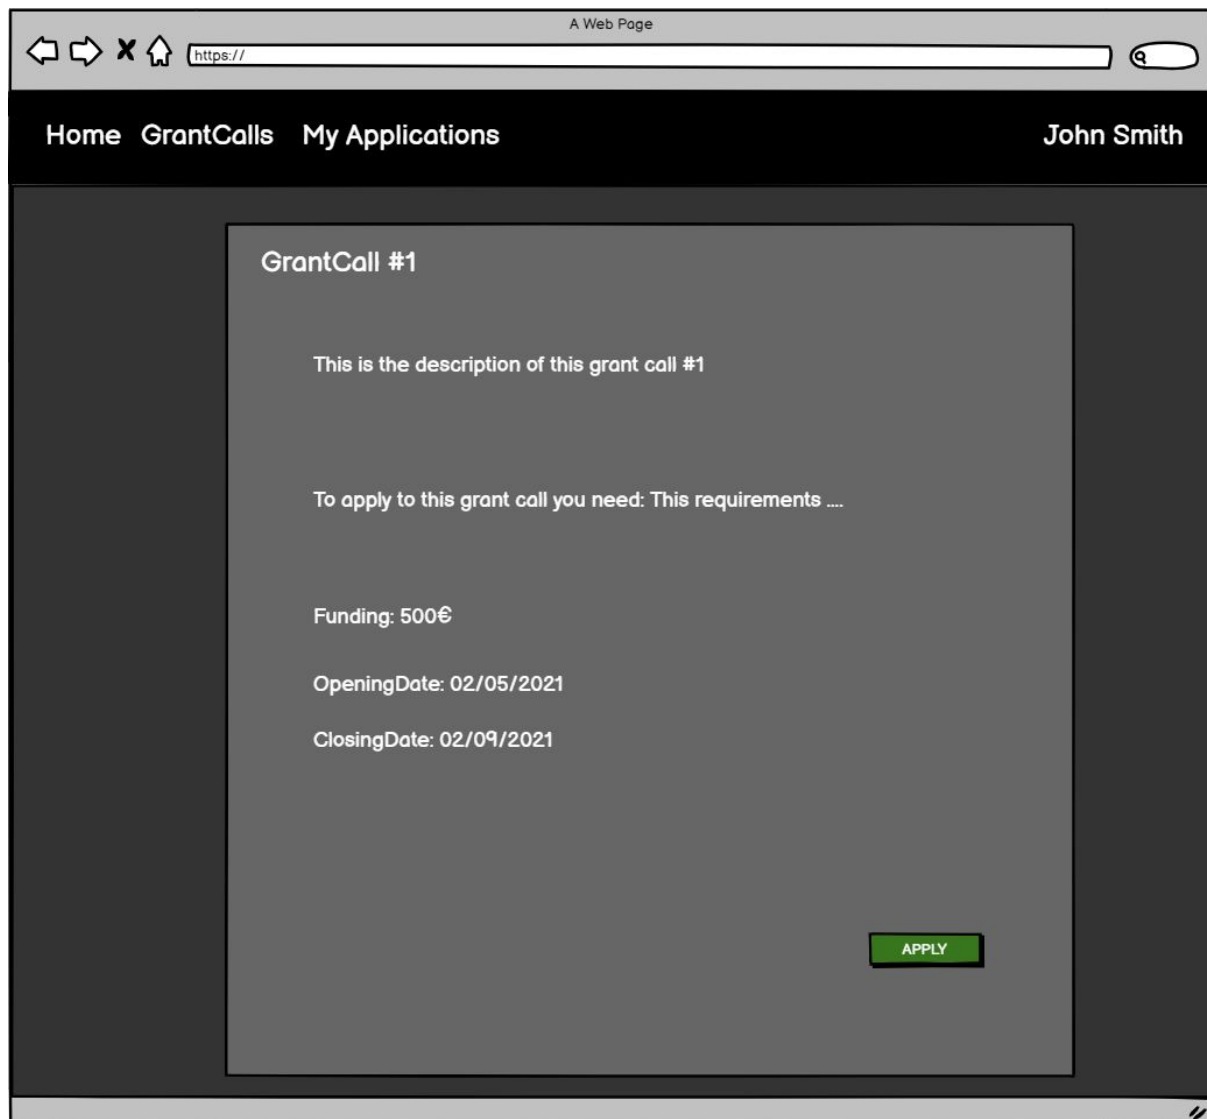 A Web Page
https://
Home GrantCalls My Applications John Smith
GrantCall #1
This is the description of this grant call #1
To apply to this grant call you need: This requirements ....
Funding: 500€
OpeningDate: 02/05/2021
ClosingDate: 02/09/2021
APPLY